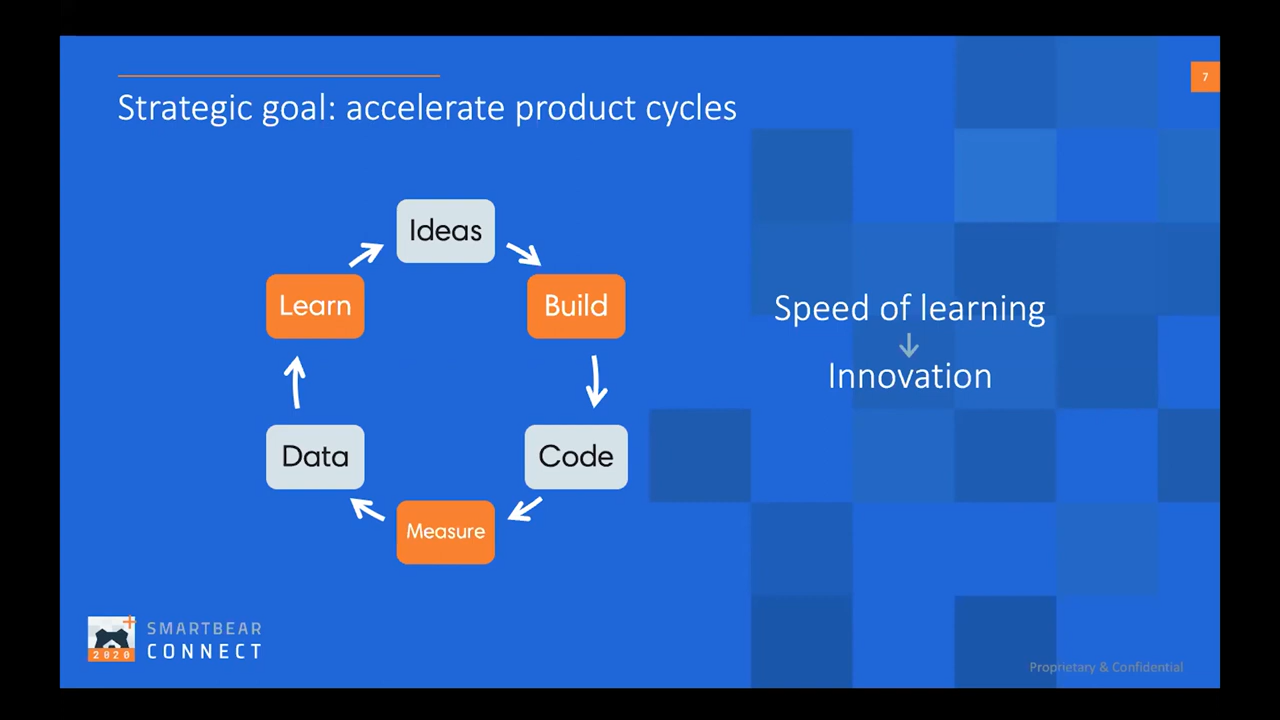 7
Strategic goal: accelerate product cycles
Ideas
Learn
Build
Data
Code
Measure
Speed of learning
Innovation
2020
SMARTBEAR
CONNECT
Proprietary & Confidential